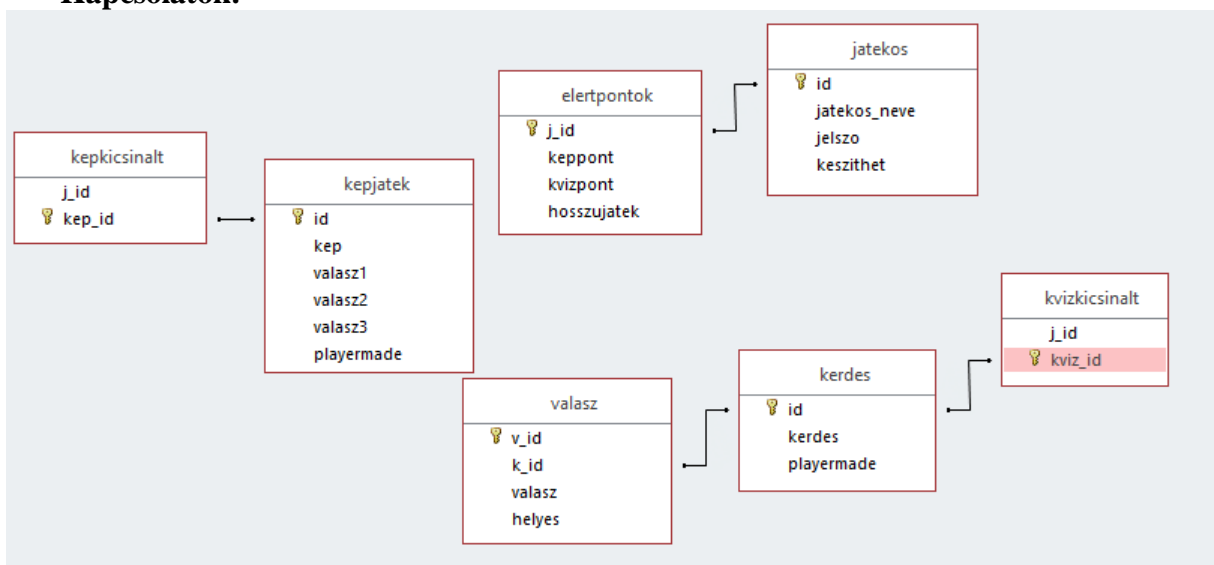 Kapcsolatok:
jatekos
id
jatekos_neve
jelszo
keszithet
elertpontok
j_id
keppont
kvizpont
hosszujatek
kepkicsinalt
j_id
kep_id
kepjatek
id
kep
valasz1
valasz2
valasz3
playermade
kvizkicsinalt
j_id
kviz_id
kerdes
id
kerdes
playermade
valasz
v_id
k_id
valasz
helyes